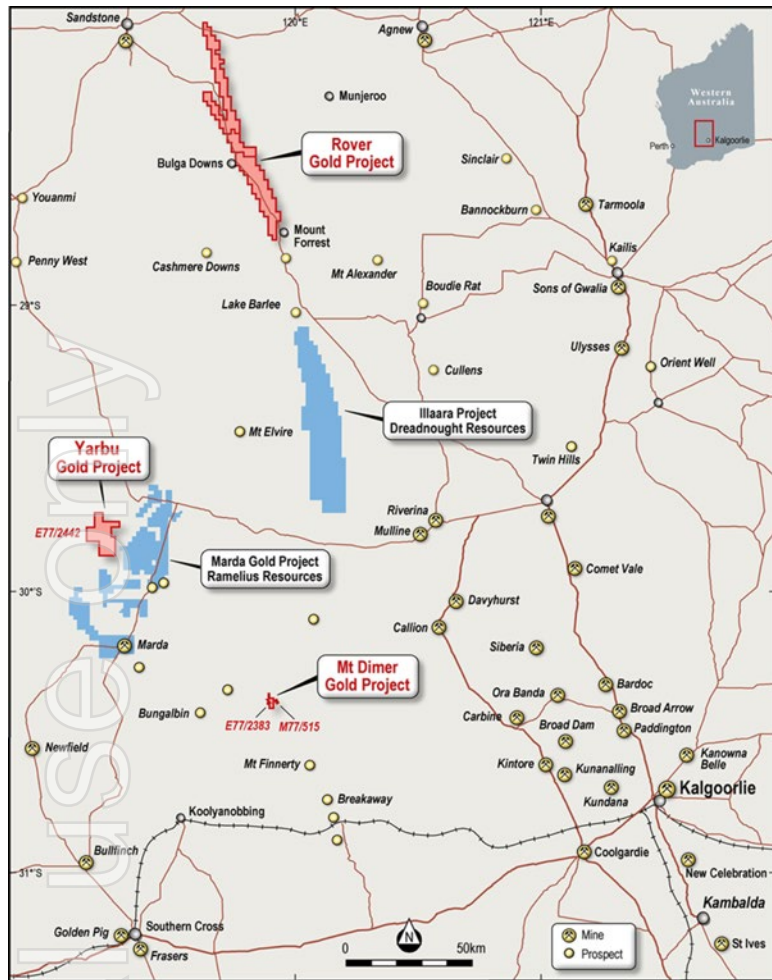 120°E
121°E
Sandstone
Agnew
Munjeroo
Western
Australia
Perth
Kalgoorlie
Rover
Gold Project
Bulga Downs
Sinclair
Youanmi
Bannockburn
Tarmoola
Mount
Forrest
Penny West
Cashmere Downs
Mt Alexander
Kailis
Boudie Rat
Sons of Gwalia
29°S
Lake Barlee
Ulysses
Orient Well
Cullens
Illaara Project
Dreadnought Resources
Mt Elvire
Twin Hills
Yarbu
Gold Project
E77/2442
Riverina
Mulline
Marda Gold Project
Ramelius Resources
Comet Vale
30°S
Davyhurst
Callion
Marda
Siberia
Mt Dimer
Gold Project
Bardoc
Ora Banda
Broad Arrow
E77/2383
M77/515
Bungalbin
Carbine
Broad Dam
Paddington
Newfield
Kanowna
Belle
Mt Finnerty
Kintore
Kunanalling
Kundana
Kalgoorlie
Breakaway
Koolyanobbing
Bullfinch
Coolgardie
31°S
New Celebration
Kambalda
Golden Pig
Southern Cross
Frasers
N
0
50km
Mine
Prospect
St Ives
l use only